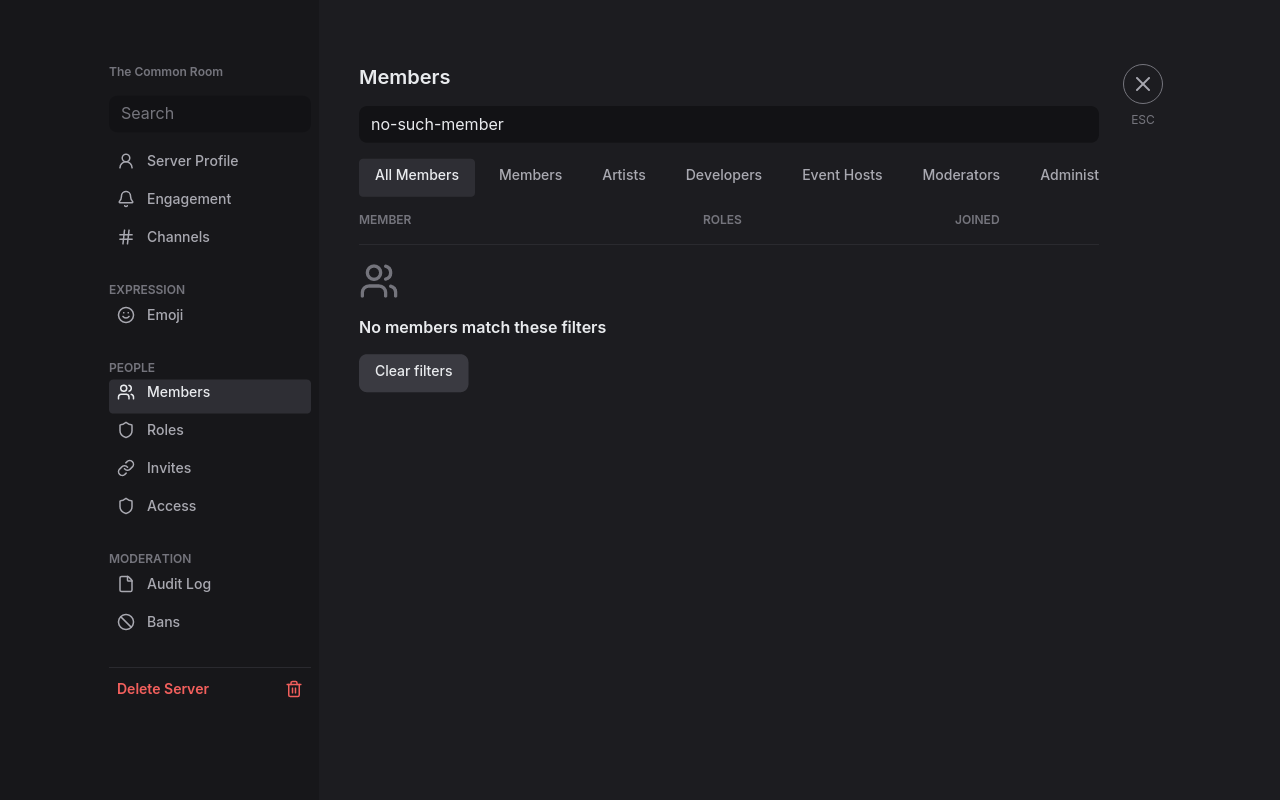 The Common Room
Search
Server Profile
Engagement
Channels
EXPRESSION
Emoji
PEOPLE
Members
Roles
Invites
Access
MODERATION
Audit Log
Bans
Delete Server
Members
no-such-member
All Members Members Artists Developers Event Hosts Moderators Administ
MEMBER ROLES JOINED
No members match these filters
Clear filters
ESC